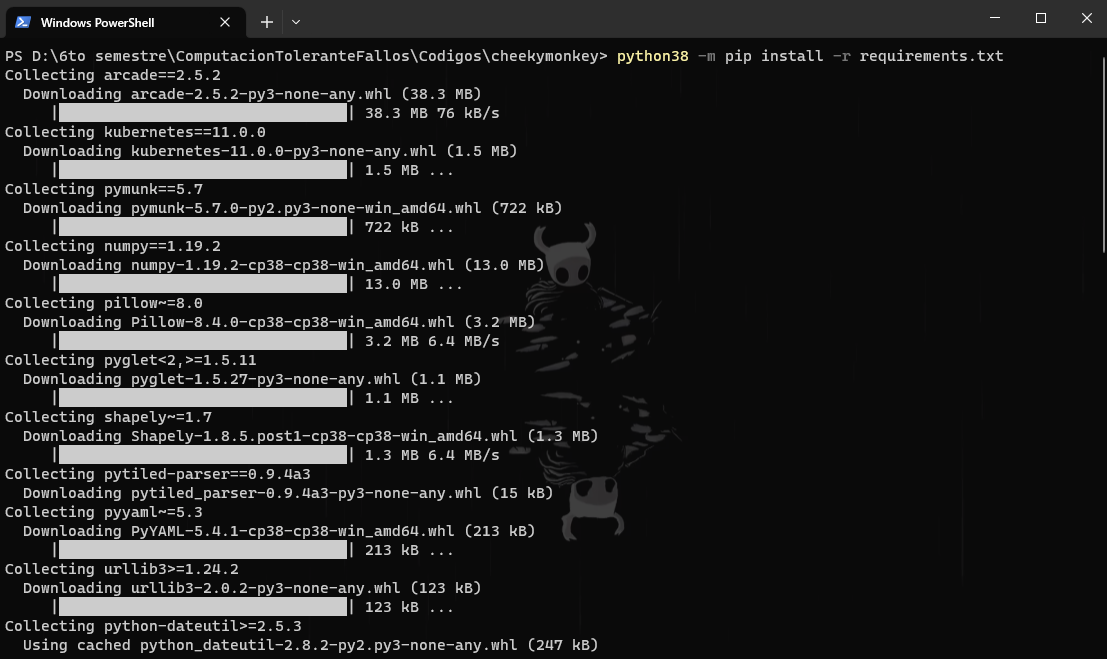 Windows PowerShell
PS D:\6to semestre\ComputacionToleranteFallos\Codigos\cheekymonkey> python38 -m pip install -r requirements.txt
Collecting arcade==2.5.2
  Downloading arcade-2.5.2-py3-none-any.whl (38.3 MB)
     |████████████████████████████████| 38.3 MB 76 kB/s
Collecting kubernetes==11.0.0
  Downloading kubernetes-11.0.0-py3-none-any.whl (1.5 MB)
     |████████████████████████████████| 1.5 MB ...
Collecting pymunk==5.7
  Downloading pymunk-5.7.0-py2.py3-none-win_amd64.whl (722 kB)
     |████████████████████████████████| 722 kB ...
Collecting numpy==1.19.2
  Downloading numpy-1.19.2-cp38-cp38-win_amd64.whl (13.0 MB)
     |████████████████████████████████| 13.0 MB ...
Collecting pillow~=8.0
  Downloading Pillow-8.4.0-cp38-cp38-win_amd64.whl (3.2 MB)
     |████████████████████████████████| 3.2 MB 6.4 MB/s
Collecting pyglet<2,>=1.5.11
  Downloading pyglet-1.5.27-py3-none-any.whl (1.1 MB)
     |████████████████████████████████| 1.1 MB ...
Collecting shapely~=1.7
  Downloading Shapely-1.8.5.post1-cp38-cp38-win_amd64.whl (1.3 MB)
     |████████████████████████████████| 1.3 MB 6.4 MB/s
Collecting pytiled-parser==0.9.4a3
  Downloading pytiled_parser-0.9.4a3-py3-none-any.whl (15 kB)
Collecting pyyaml~=5.3
  Downloading PyYAML-5.4.1-cp38-cp38-win_amd64.whl (213 kB)
     |████████████████████████████████| 213 kB ...
Collecting urllib3>=1.24.2
  Downloading urllib3-2.0.2-py3-none-any.whl (123 kB)
     |████████████████████████████████| 123 kB ...
Collecting python-dateutil>=2.5.3
  Using cached python_dateutil-2.8.2-py2.py3-none-any.whl (247 kB)